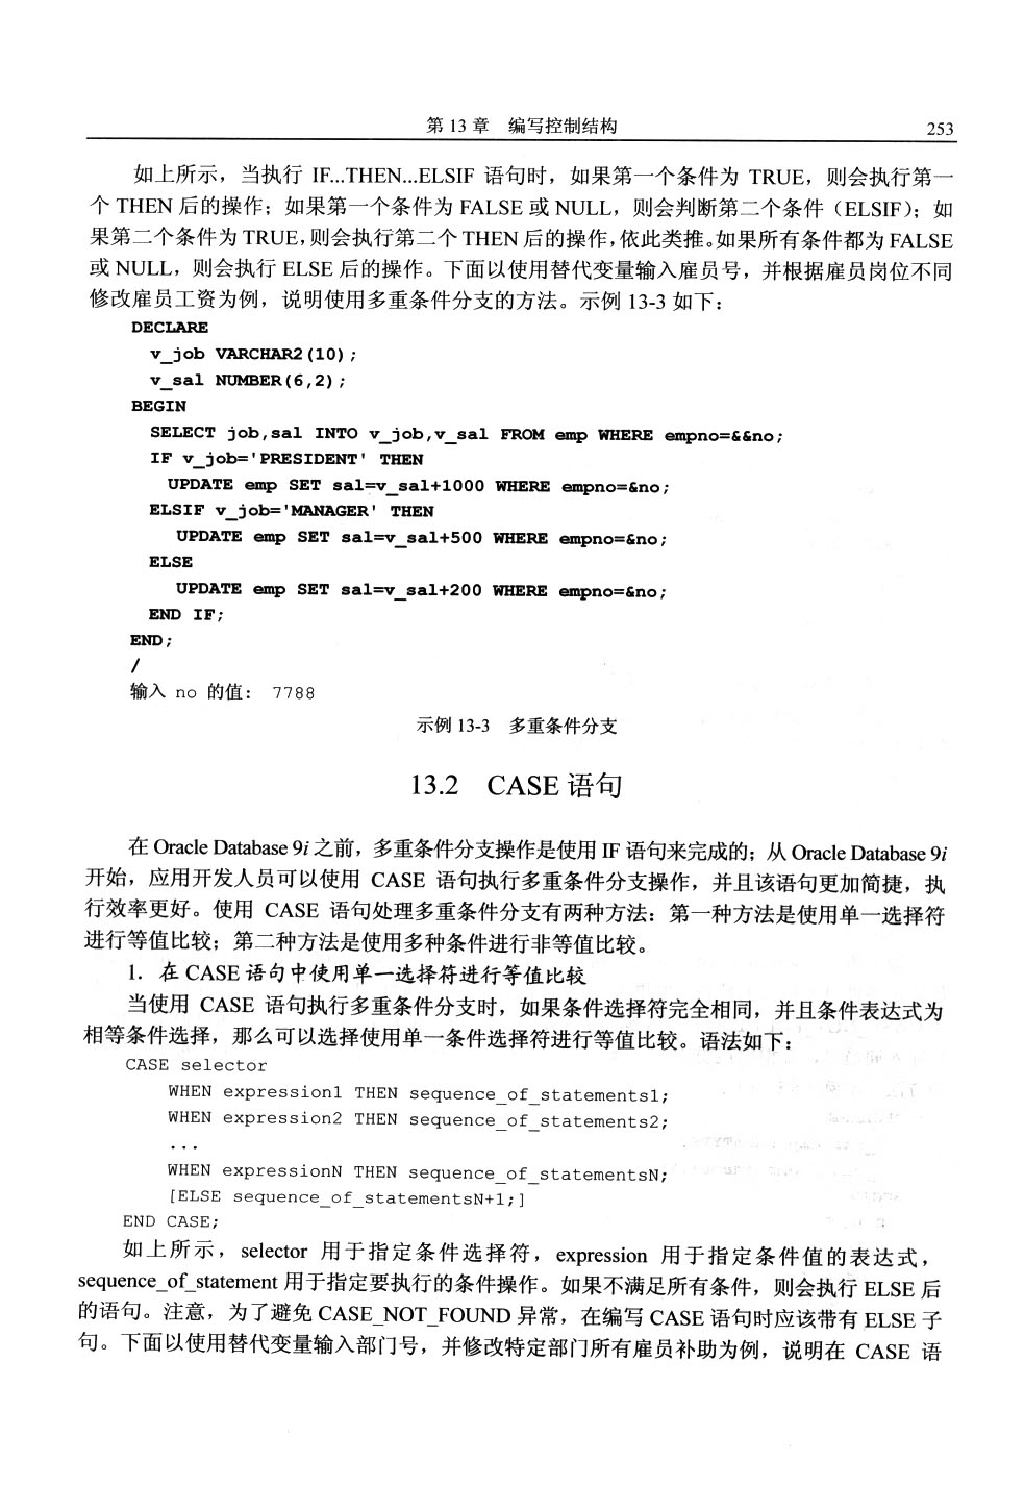 第 13 章　编写控制结构
253
如上所示，当执行 IF...THEN...ELSIF 语句时，如果第一个条件为 TRUE，则会执行第一
个 THEN 后的操作；如果第一个条件为 FALSE 或 NULL，则会判断第二个条件（ELSIF）；如
果第二个条件为 TRUE，则会执行第二个 THEN 后的操作，依此类推。如果所有条件都为 FALSE
或 NULL，则会执行 ELSE 后的操作。下面以使用替代变量输入雇员号，并根据雇员岗位不同
修改雇员工资为例，说明使用多重条件分支的方法。示例 13-3 如下：
DECLARE
v_job VARCHAR2(10);
v_sal NUMBER(6,2);
BEGIN
SELECT job,sal INTO v_job,v_sal FROM emp WHERE empno=&&no;
IF v_job='PRESIDENT' THEN
UPDATE emp SET sal=v_sal+1000 WHERE empno=&no;
ELSIF v_job='MANAGER' THEN
UPDATE emp SET sal=v_sal+500 WHERE empno=&no;
ELSE
UPDATE emp SET sal=v_sal+200 WHERE empno=&no;
END IF;
END;
/
输入 no 的值： 7788
示例 13-3　多重条件分支
13.2　CASE 语句
在 Oracle Database 9i 之前，多重条件分支操作是使用 IF 语句来完成的；从 Oracle Database 9i
开始，应用开发人员可以使用 CASE 语句执行多重条件分支操作，并且该语句更加简捷，执
行效率更好。使用 CASE 语句处理多重条件分支有两种方法：第一种方法是使用单一选择符
进行等值比较；第二种方法是使用多种条件进行非等值比较。
1．在 CASE 语句中使用单一选择符进行等值比较
当使用 CASE 语句执行多重条件分支时，如果条件选择符完全相同，并且条件表达式为
相等条件选择，那么可以选择使用单一条件选择符进行等值比较。语法如下：
CASE selector
WHEN expression1 THEN sequence_of_statements1;
WHEN expression2 THEN sequence_of_statements2;
...
WHEN expressionN THEN sequence_of_statementsN;
[ELSE sequence_of_statementsN+1;]
END CASE;
如上所示，selector 用于指定条件选择符，expression 用于指定条件值的表达式，
sequence_of_statement 用于指定要执行的条件操作。如果不满足所有条件，则会执行 ELSE 后
的语句。注意，为了避免 CASE_NOT_FOUND 异常，在编写 CASE 语句时应该带有 ELSE 子
句。下面以使用替代变量输入部门号，并修改特定部门所有雇员补助为例，说明在 CASE 语